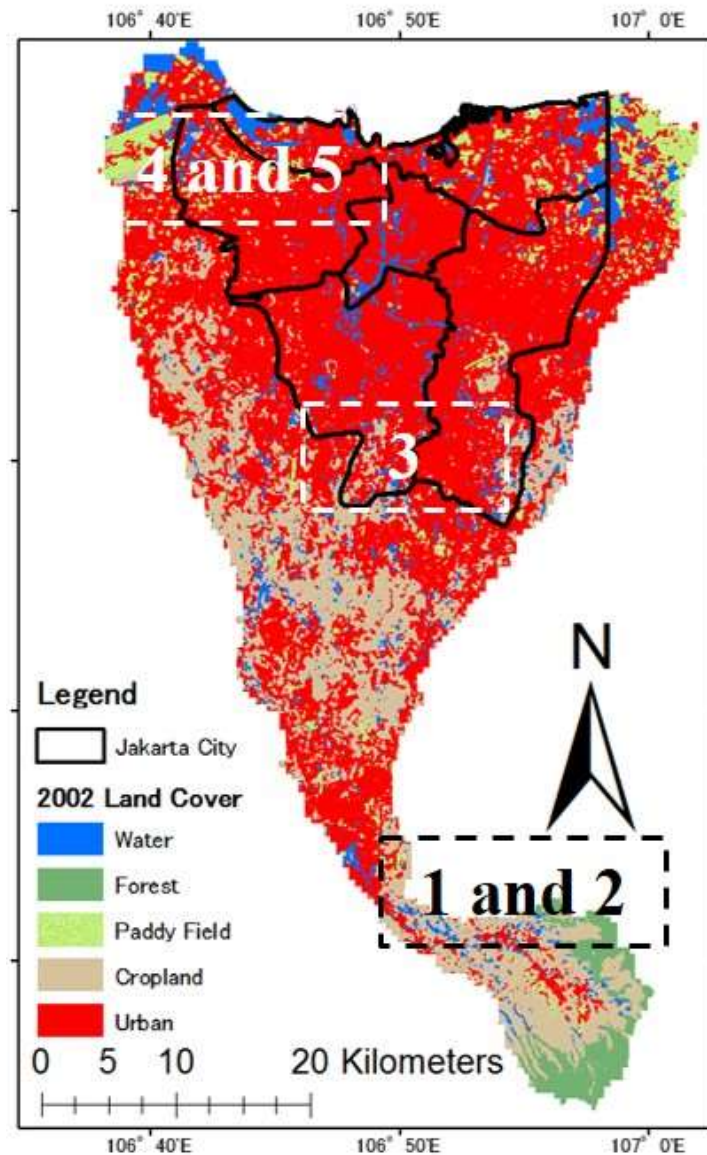 106° 40'E 106° 50'E 107° 0'E
4 and 5
3
N
Legend
Jakarta City
2002 Land Cover
Water
Forest
Paddy Field
Cropland
Urban
1 and 2
0 5 10 20 Kilometers
106° 40'E 106° 50'E 107° 0'E